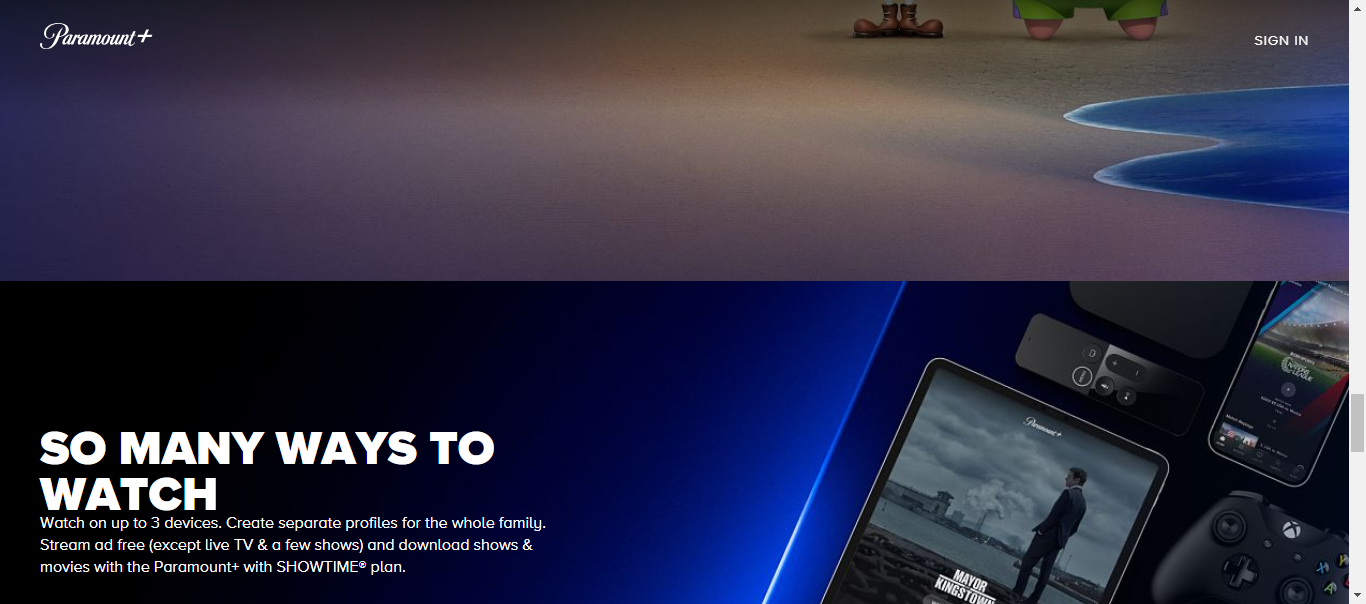 Paramount+
SIGN IN
SO MANY WAYS TO
WATCH
Watch on up to 3 devices. Create separate profiles for the whole family.
Stream ad free (except live TV & a few shows) and download shows &
movies with the Paramount+ with SHOWTIME® plan.
Paramount+
MAYOR
KINGSTOWN